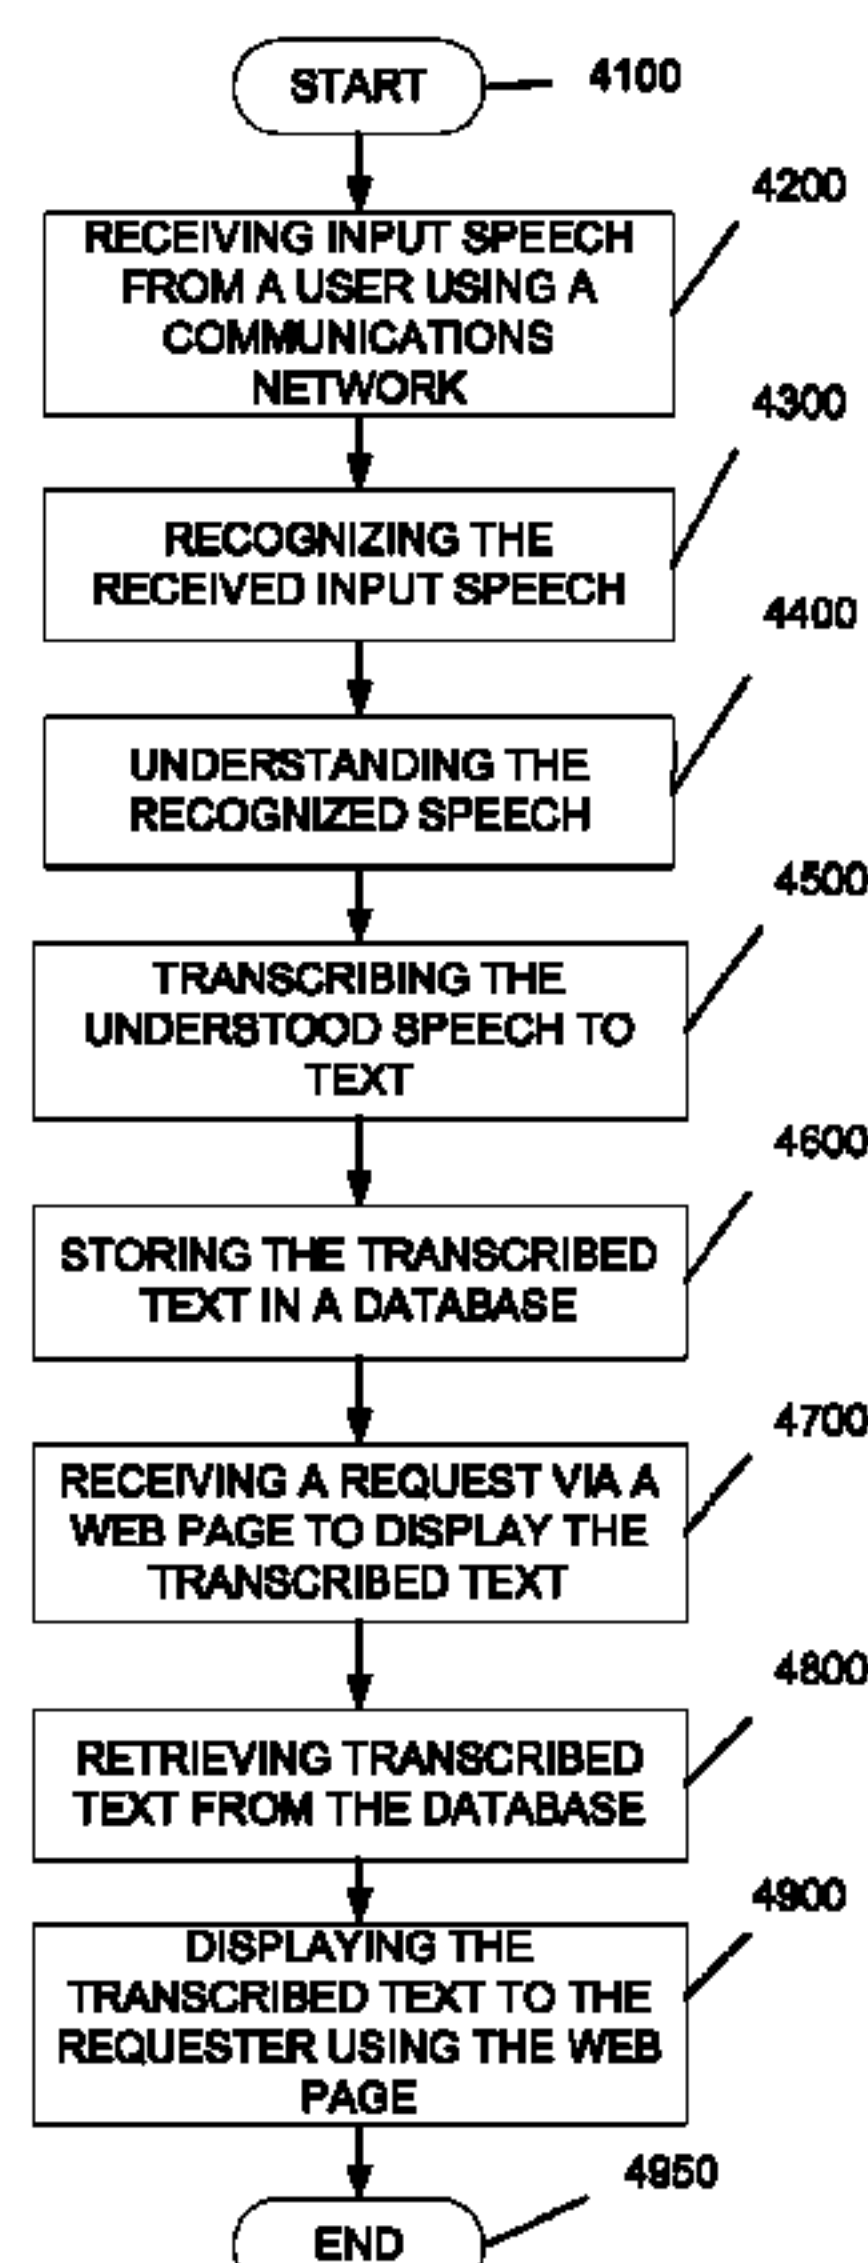 START
4100
4200
RECEIVING INPUT SPEECH
FROM A USER USING A
COMMUNICATIONS
NETWORK
4300
RECOGNIZING THE
RECEIVED INPUT SPEECH
4400
UNDERSTANDING THE
RECOGNIZED SPEECH
4500
TRANSCRIBING THE
UNDERSTOOD SPEECH TO
TEXT
4600
STORING THE TRANSCRIBED
TEXT IN A DATABASE
4700
RECEIVING A REQUEST VIA A
WEB PAGE TO DISPLAY THE
TRANSCRIBED TEXT
4800
RETRIEVING TRANSCRIBED
TEXT FROM THE DATABASE
4900
DISPLAYING THE
TRANSCRIBED TEXT TO THE
REQUESTER USING THE WEB
PAGE
4950
END